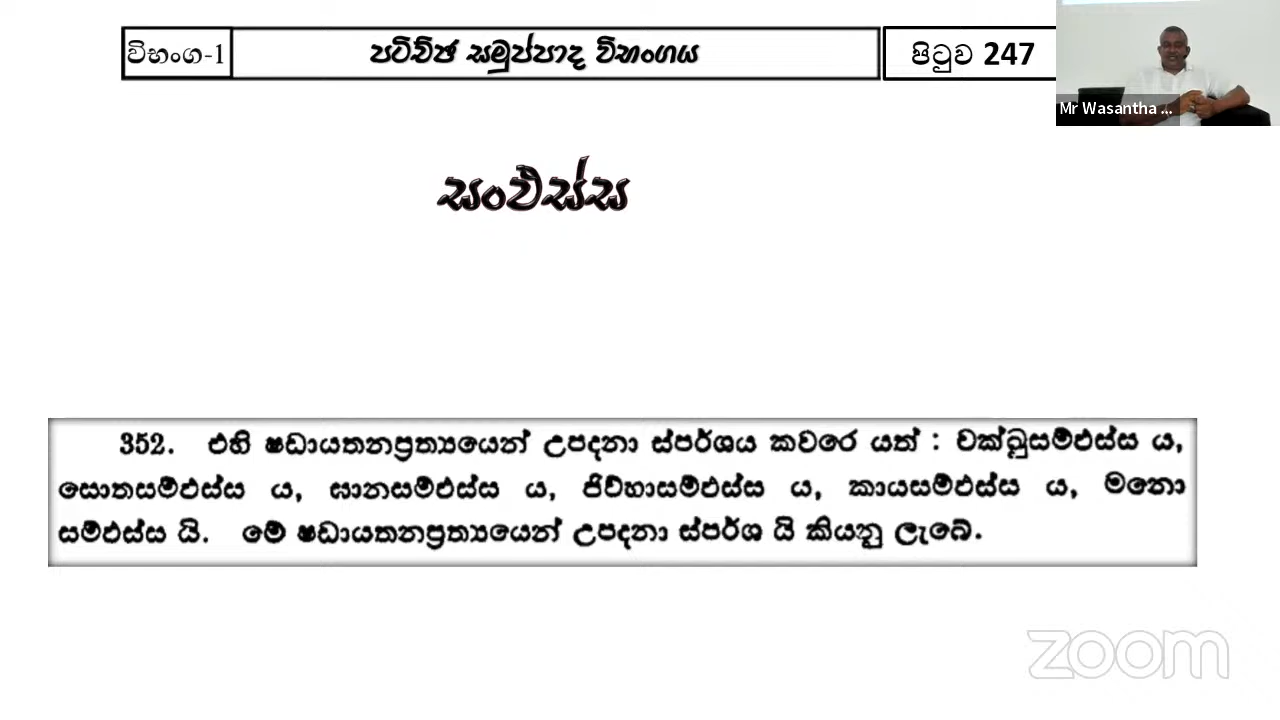 විභංග-1 පටිච්ඡ සමුප්පාද විභංගය පිටුව 247
Mr Wasantha ...
සංඵස්ස
352. එහි ෂඩායතනප්‍රත්‍යයෙන් උපදනා ස්පර්ශය කවරෙ යත් : චක්ඛුසම්ඵස්ස ය,
සොතසම්ඵස්ස ය, ඝානසම්ඵස්ස ය, ජිව්හාසම්ඵස්ස ය, කායසම්ඵස්ස ය, මනො
සම්ඵස්ස යි. මේ ෂඩායතනප්‍රත්‍යයෙන් උපදනා ස්පර්ශ යි කියනු ලැබේ.
zoom